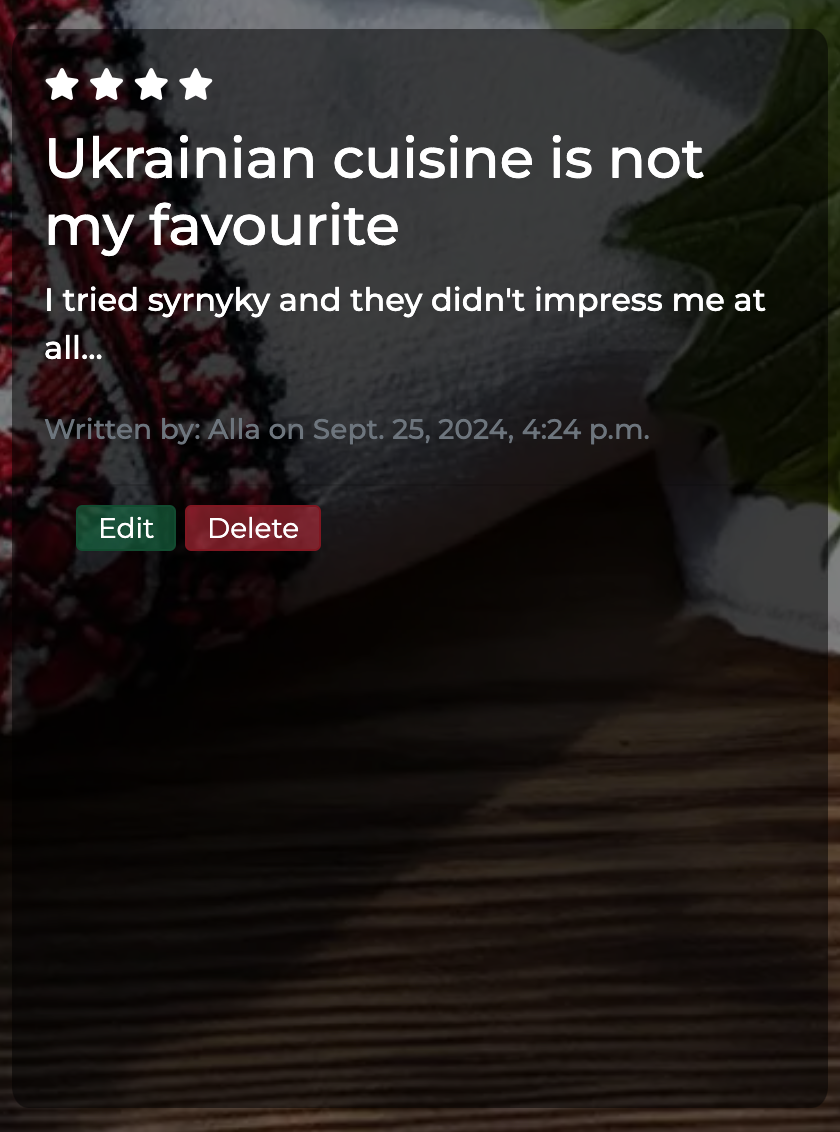 Ukrainian cuisine is not
my favourite
I tried syrnyky and they didn't impress me at
all...
Written by: Alla on Sept. 25, 2024, 4:24 p.m.
Edit Delete